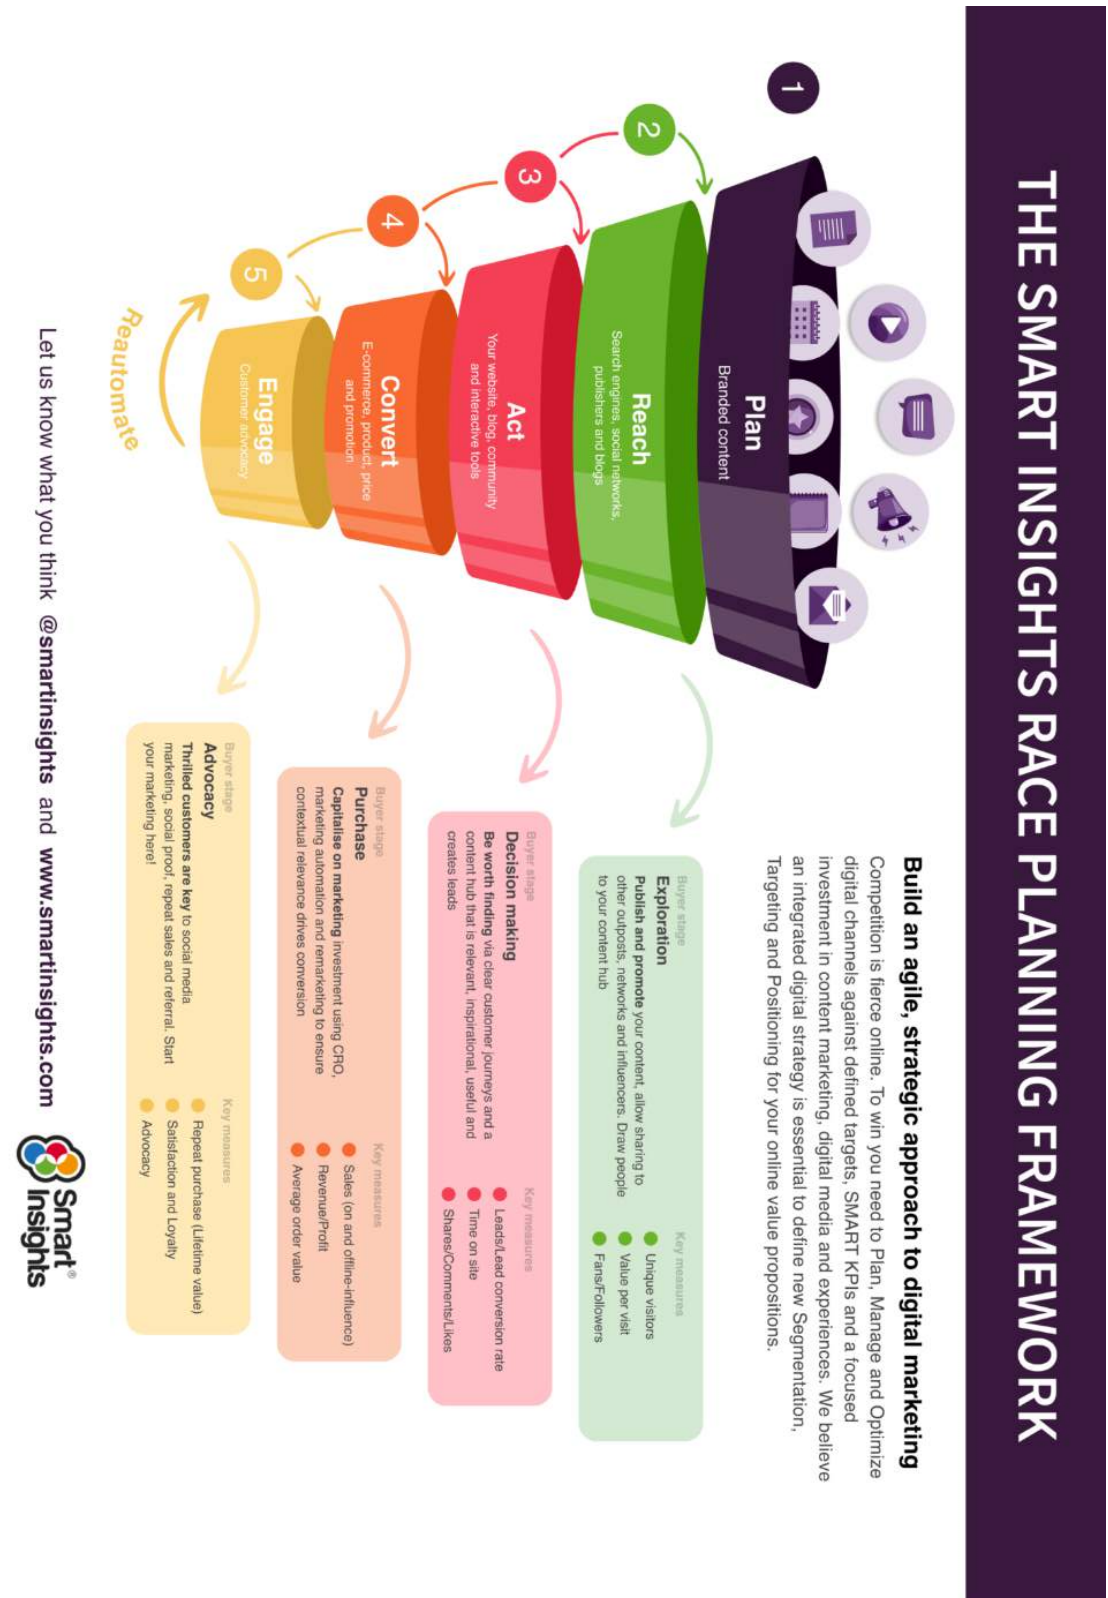 THE SMART INSIGHTS RACE PLANNING FRAMEWORK
Build an agile, strategic approach to digital marketing
Competition is fierce online. To win you need to Plan, Manage and Optimize
digital channels against defined targets, SMART KPIs and a focused
investment in content marketing, digital media and experiences. We believe
an integrated digital strategy is essential to define new Segmentation,
Targeting and Positioning for your online value propositions.
1
Plan
Branded content
2
Reach
Search engines, social networks,
publishers and blogs
Buyer stage
Exploration
Publish and promote your content, allow sharing to
other outposts, networks and influencers. Draw people
to your content hub
Key measures
Unique visitors
Value per visit
Fans/Followers
3
Act
Your website, blog, community
and interactive tools
Buyer stage
Decision making
Be worth finding via clear customer journeys and a
content hub that is relevant, inspirational, useful and
creates leads
Key measures
Leads/Lead conversion rate
Time on site
Shares/Comments/Likes
4
Convert
E-commerce, product, price
and promotion
Buyer stage
Purchase
Capitalise on marketing investment using CRO,
marketing automation and remarketing to ensure
contextual relevance drives conversion
Key measures
Sales (on and offline-influence)
Revenue/Profit
Average order value
5
Engage
Customer advocacy
Buyer stage
Advocacy
Thrilled customers are key to social media
marketing, social proof, repeat sales and referral. Start
your marketing here!
Key measures
Repeat purchase (Lifetime value)
Satisfaction and Loyalty
Advocacy
Reautomate
Let us know what you think @smartinsights and www.smartinsights.com
Smart®
Insights